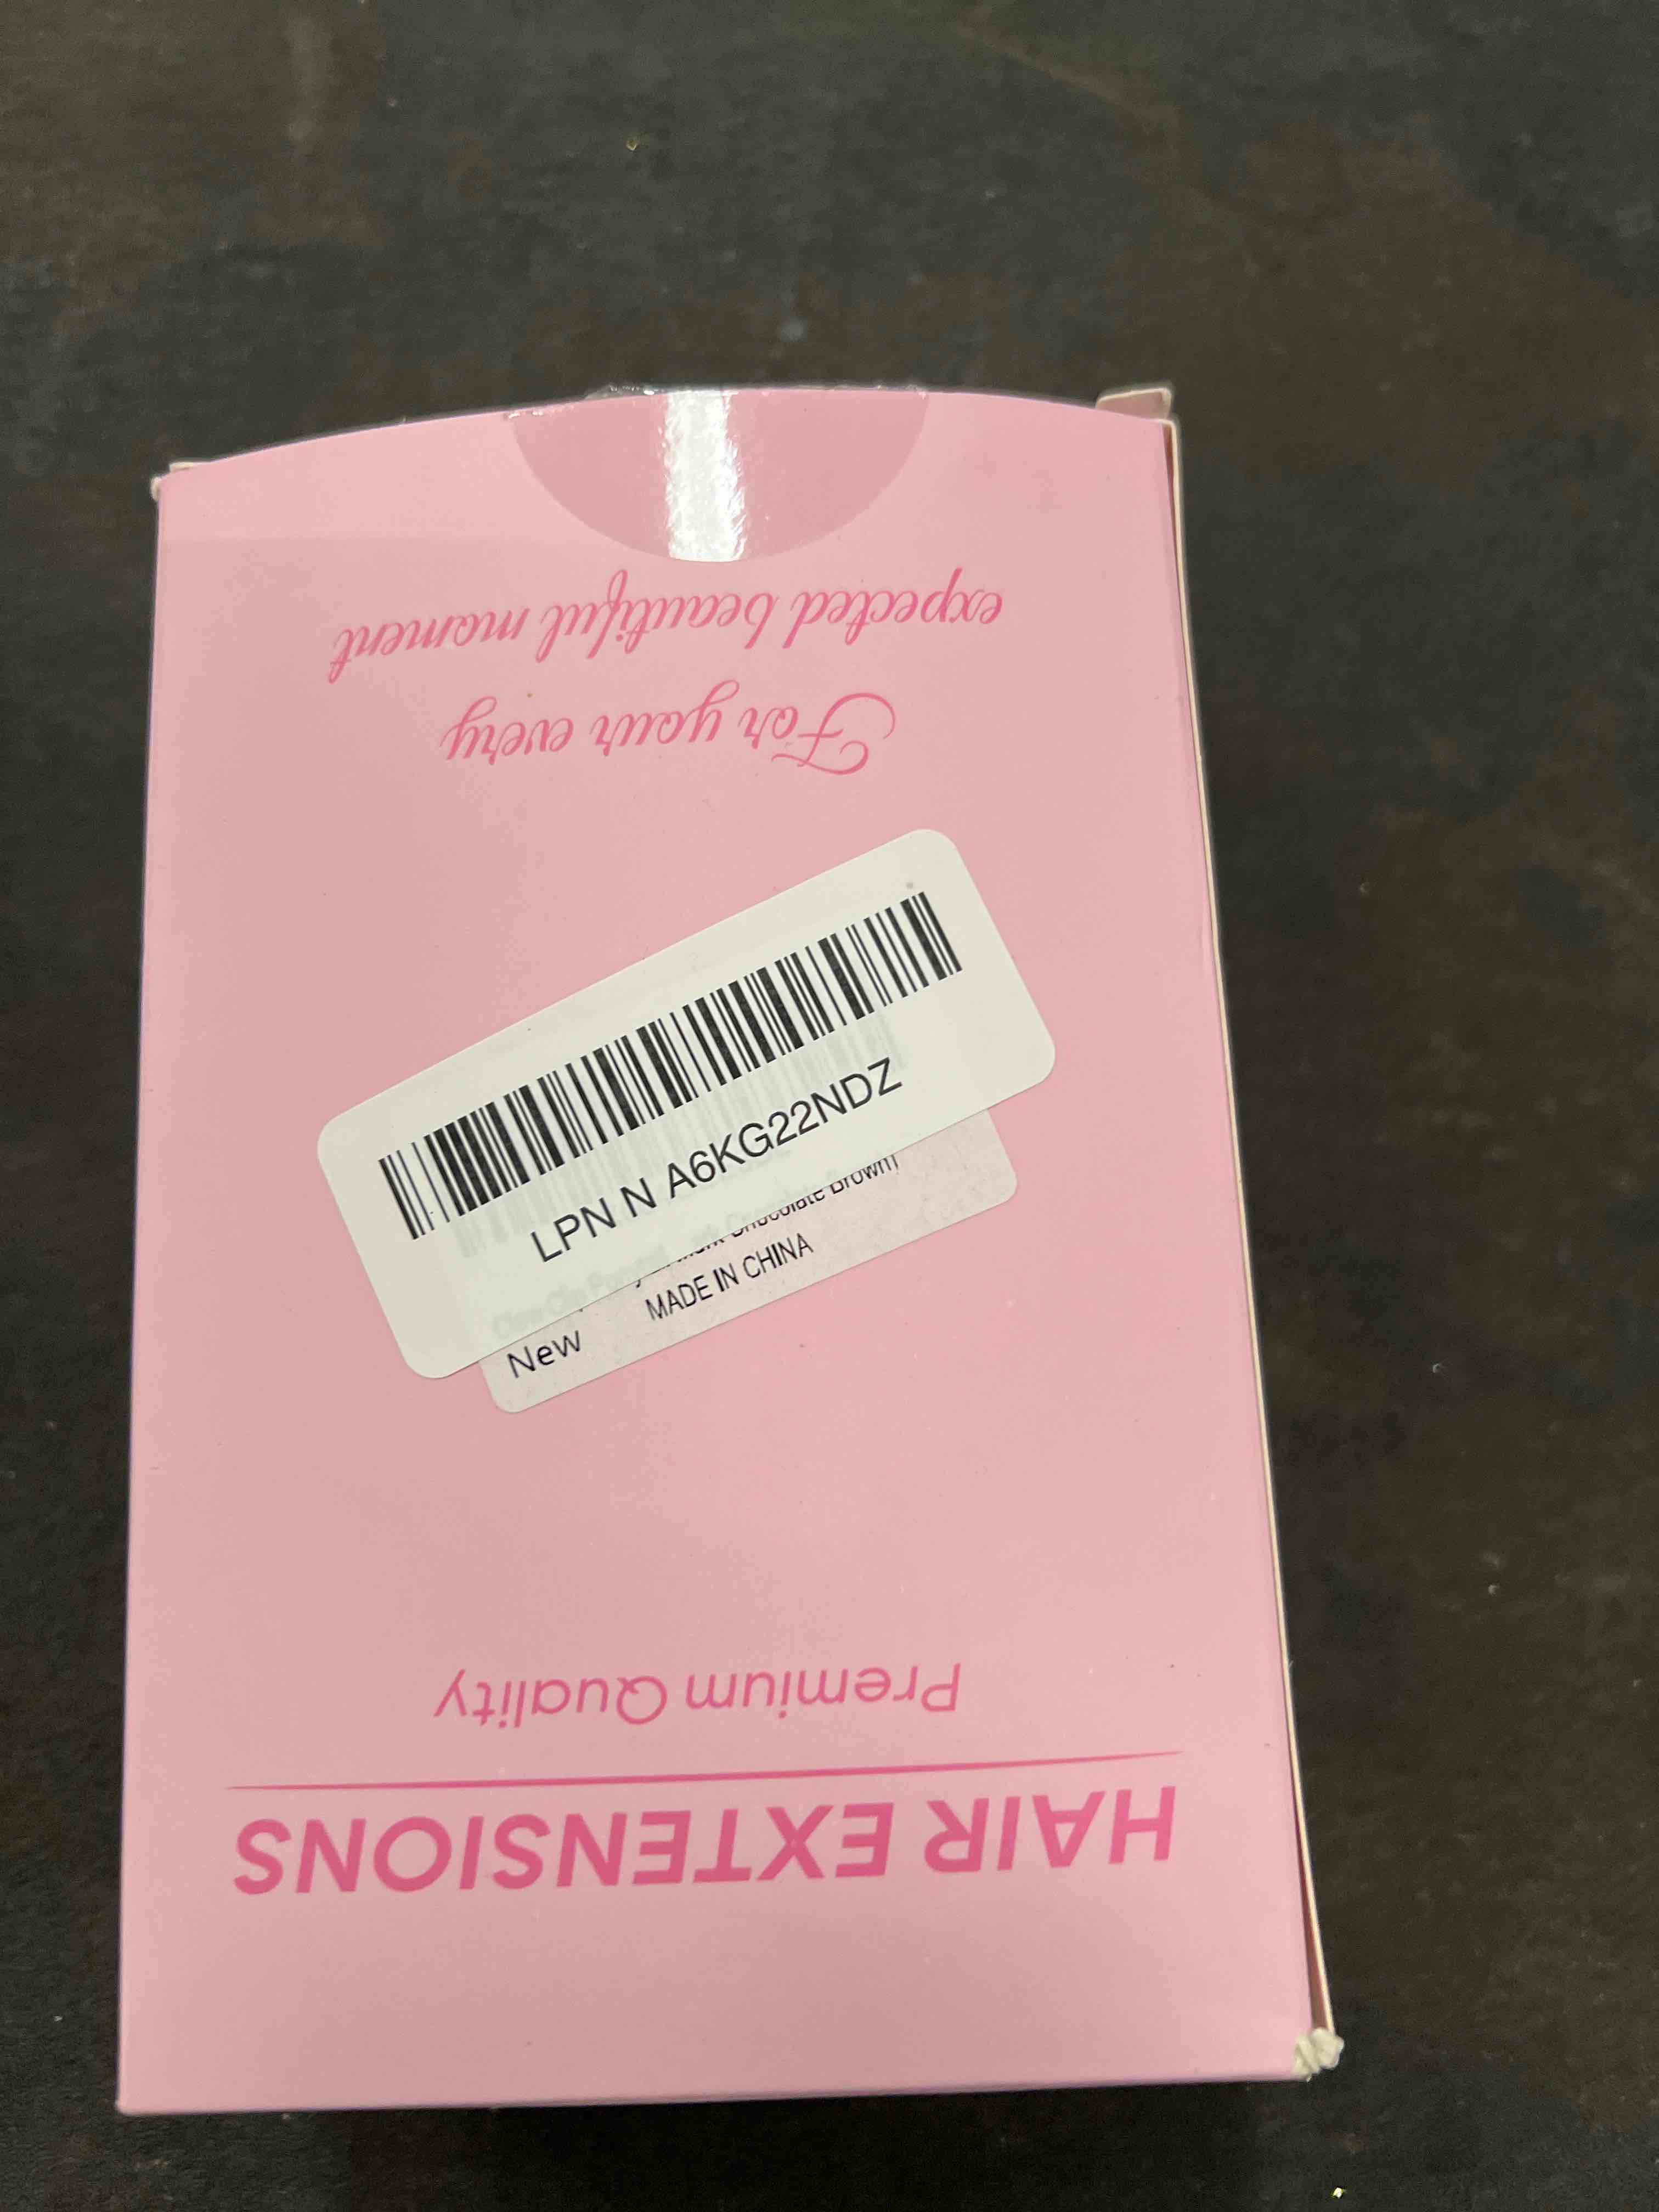 HAIR EXTENSIONS
Premium Quality
LPN N A6KG22NDZ
Chocolate Brown)
New
MADE IN CHINA
For your every
expected beautiful moment